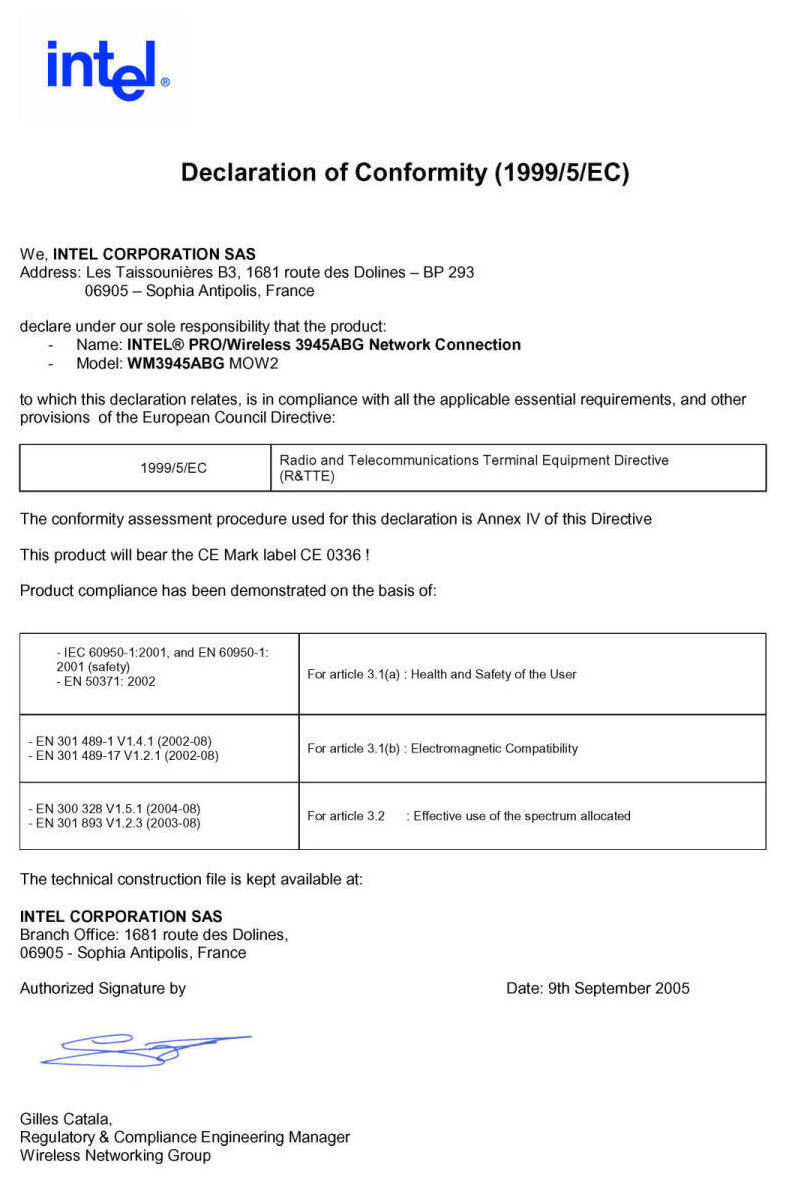 intel®
Declaration of Conformity (1999/5/EC)
We, INTEL CORPORATION SAS
Address: Les Taissounières B3, 1681 route des Dolines – BP 293
06905 – Sophia Antipolis, France
declare under our sole responsibility that the product:
- Name: INTEL® PRO/Wireless 3945ABG Network Connection
- Model: WM3945ABG MOW2
to which this declaration relates, is in compliance with all the applicable essential requirements, and other
provisions of the European Council Directive:
1999/5/EC
Radio and Telecommunications Terminal Equipment Directive
(R&TTE)
The conformity assessment procedure used for this declaration is Annex IV of this Directive
This product will bear the CE Mark label CE 0336 !
Product compliance has been demonstrated on the basis of:
- IEC 60950-1:2001, and EN 60950-1:
2001 (safety)
- EN 50371: 2002
For article 3.1(a) : Health and Safety of the User
- EN 301 489-1 V1.4.1 (2002-08)
- EN 301 489-17 V1.2.1 (2002-08)
For article 3.1(b) : Electromagnetic Compatibility
- EN 300 328 V1.5.1 (2004-08)
- EN 301 893 V1.2.3 (2003-08)
For article 3.2 : Effective use of the spectrum allocated
The technical construction file is kept available at:
INTEL CORPORATION SAS
Branch Office: 1681 route des Dolines,
06905 - Sophia Antipolis, France
Authorized Signature by
Date: 9th September 2005
Gilles Catala,
Regulatory & Compliance Engineering Manager
Wireless Networking Group